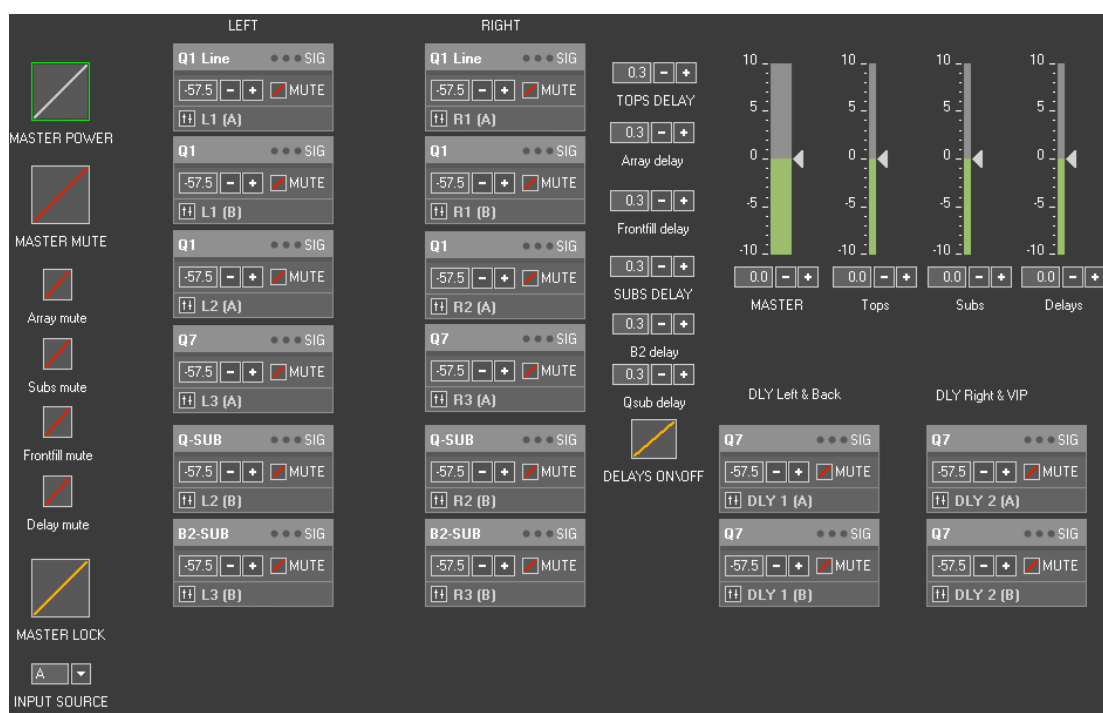 LEFT
RIGHT
MASTER POWER
MASTER MUTE
Array mute
Subs mute
Frontfill mute
Delay mute
MASTER LOCK
A
INPUT SOURCE
Q1 Line SIG
-57.5 - + MUTE
L1 (A)
Q1 SIG
-57.5 - + MUTE
L1 (B)
Q1 SIG
-57.5 - + MUTE
L2 (A)
Q7 SIG
-57.5 - + MUTE
L3 (A)
Q-SUB SIG
-57.5 - + MUTE
L2 (B)
B2-SUB SIG
-57.5 - + MUTE
L3 (B)
Q1 Line SIG
-57.5 - + MUTE
R1 (A)
Q1 SIG
-57.5 - + MUTE
R1 (B)
Q1 SIG
-57.5 - + MUTE
R2 (A)
Q7 SIG
-57.5 - + MUTE
R3 (A)
Q-SUB SIG
-57.5 - + MUTE
R2 (B)
B2-SUB SIG
-57.5 - + MUTE
R3 (B)
0.3 - +
TOPS DELAY
0.3 - +
Array delay
0.3 - +
Frontfill delay
0.3 - +
SUBS DELAY
0.3 - +
B2 delay
0.3 - +
Qsub delay
DELAYS ON\OFF
10 10 10 10
5 5 5 5
0 0 0 0
-5 -5 -5 -5
-10 -10 -10 -10
0.0 - + 0.0 - + 0.0 - + 0.0 - +
MASTER Tops Subs Delays
DLY Left & Back
Q7 SIG
-57.5 - + MUTE
DLY 1 (A)
Q7 SIG
-57.5 - + MUTE
DLY 1 (B)
DLY Right & VIP
Q7 SIG
-57.5 - + MUTE
DLY 2 (A)
Q7 SIG
-57.5 - + MUTE
DLY 2 (B)